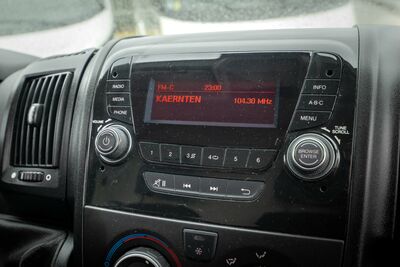 RADIO
MEDIA
PHONE
FM-C 23:00
KAERNTEN 104.30 MHz
INFO
A-B-C
MENU
VOLUME
TUNE
SCROLL
BROWSE
ENTER
1 2 3 4 5 6